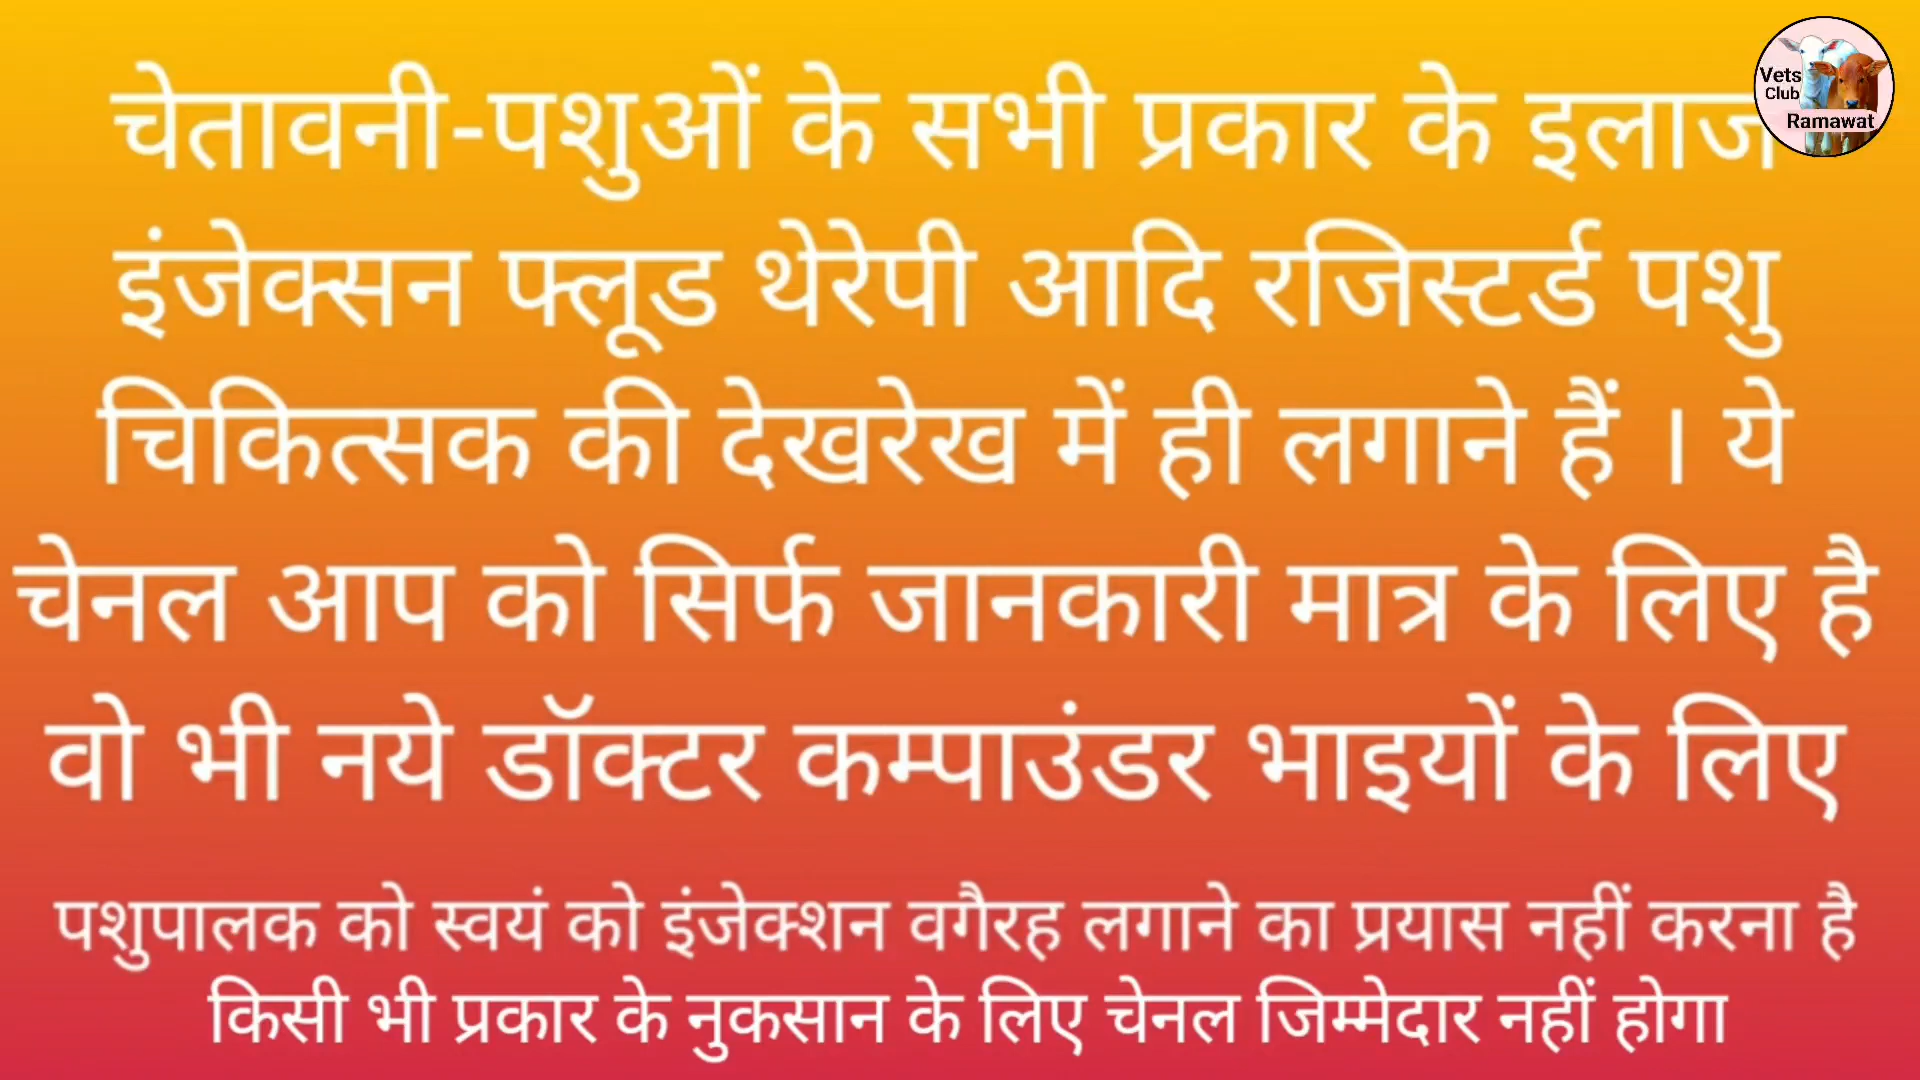 चेतावनी-पशुओं के सभी प्रकार के इलाज
इंजेक्सन फ्लूड थेरेपी आदि रजिस्टर्ड पशु
चिकित्सक की देखरेख में ही लगाने हैं । ये
चेनल आप को सिर्फ जानकारी मात्र के लिए है
वो भी नये डॉक्टर कम्पाउंडर भाइयों के लिए
पशुपालक को स्वयं को इंजेक्शन वगैरह लगाने का प्रयास नहीं करना है
किसी भी प्रकार के नुकसान के लिए चेनल जिम्मेदार नहीं होगा
Vets
Club
Ramawat